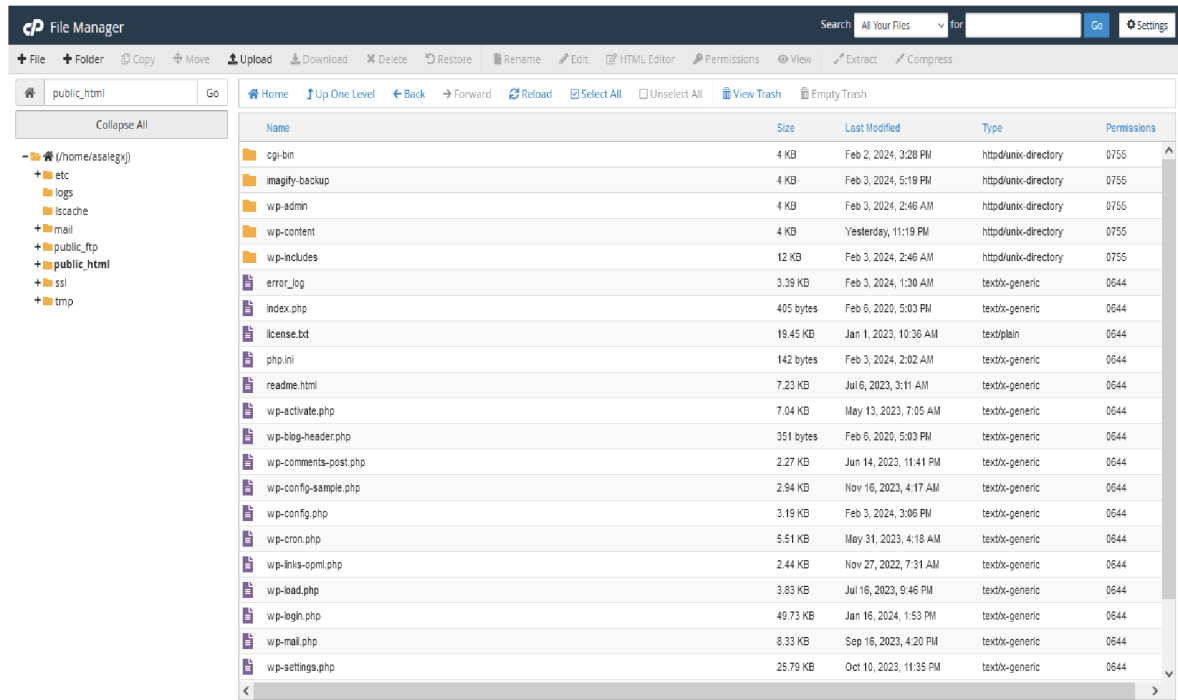 cP File Manager Search All Your Files for Go Settings
File Folder Copy Move Upload Download Delete Restore Rename Edit HTML Editor Permissions View Extract Compress
public_html Go Home Up One Level Back Forward Reload Select All Unselect All View Trash Empty Trash
Collapse All
(/home/asalegxj)
etc
logs
lscache
mail
public_ftp
public_html
ssl
tmp
Name Size Last Modified Type Permissions
cgi-bin 4 KB Feb 2, 2024, 3:28 PM httpd/unix-directory 0755
imagify-backup 4 KB Feb 3, 2024, 5:19 PM httpd/unix-directory 0755
wp-admin 4 KB Feb 3, 2024, 2:46 AM httpd/unix-directory 0755
wp-content 4 KB Yesterday, 11:19 PM httpd/unix-directory 0755
wp-includes 12 KB Feb 3, 2024, 2:46 AM httpd/unix-directory 0755
error_log 3.39 KB Feb 3, 2024, 1:30 AM text/x-generic 0644
index.php 405 bytes Feb 6, 2020, 5:03 PM text/x-generic 0644
license.txt 19.45 KB Jan 1, 2023, 10:36 AM text/plain 0644
php.ini 142 bytes Feb 3, 2024, 2:02 AM text/x-generic 0644
readme.html 7.23 KB Jul 6, 2023, 3:11 AM text/x-generic 0644
wp-activate.php 7.04 KB May 13, 2023, 7:05 AM text/x-generic 0644
wp-blog-header.php 351 bytes Feb 6, 2020, 5:03 PM text/x-generic 0644
wp-comments-post.php 2.27 KB Jun 14, 2023, 11:41 PM text/x-generic 0644
wp-config-sample.php 2.94 KB Nov 16, 2023, 4:17 AM text/x-generic 0644
wp-config.php 3.19 KB Feb 3, 2024, 3:06 PM text/x-generic 0644
wp-cron.php 5.51 KB May 31, 2023, 4:18 AM text/x-generic 0644
wp-links-opml.php 2.44 KB Nov 27, 2022, 7:31 AM text/x-generic 0644
wp-load.php 3.83 KB Jul 16, 2023, 9:46 PM text/x-generic 0644
wp-login.php 49.73 KB Jan 16, 2024, 1:53 PM text/x-generic 0644
wp-mail.php 8.33 KB Sep 16, 2023, 4:20 PM text/x-generic 0644
wp-settings.php 25.79 KB Oct 10, 2023, 11:35 PM text/x-generic 0644